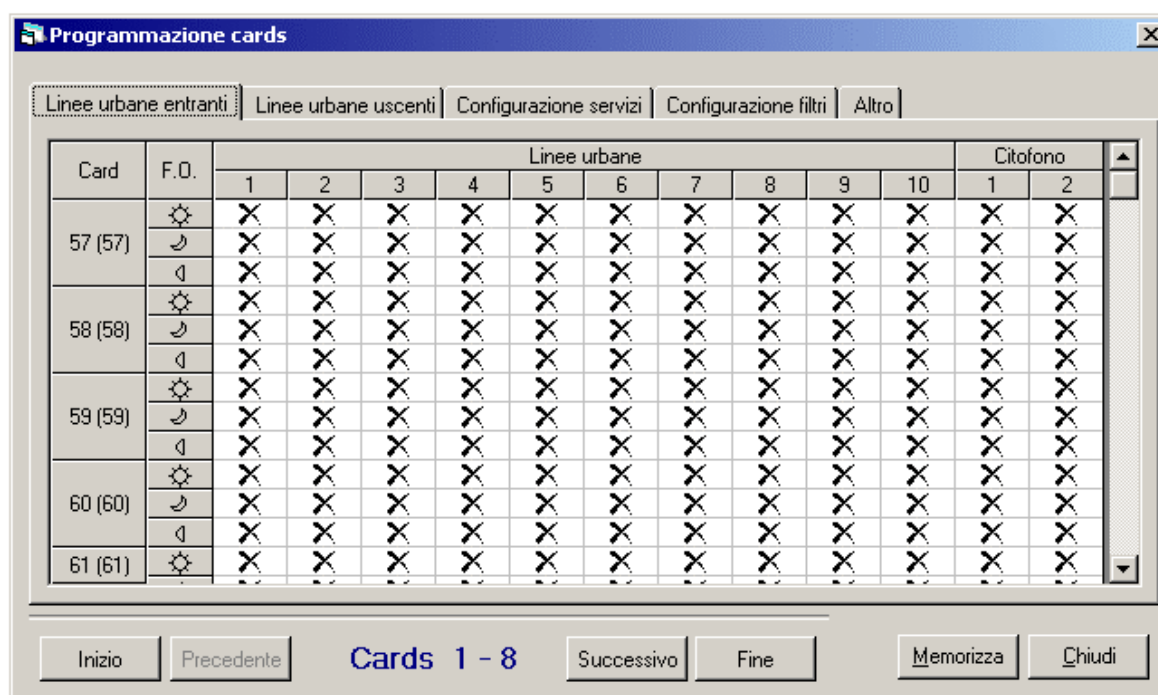 Programmazione cards
Linee urbane entranti Linee urbane uscenti Configurazione servizi Configurazione filtri Altro
Card F.O. Linee urbane Citofono
1 2 3 4 5 6 7 8 9 10 1 2
57 (57)
58 (58)
59 (59)
60 (60)
61 (61)
Inizio Precedente Cards 1 - 8 Successivo Fine Memorizza Chiudi